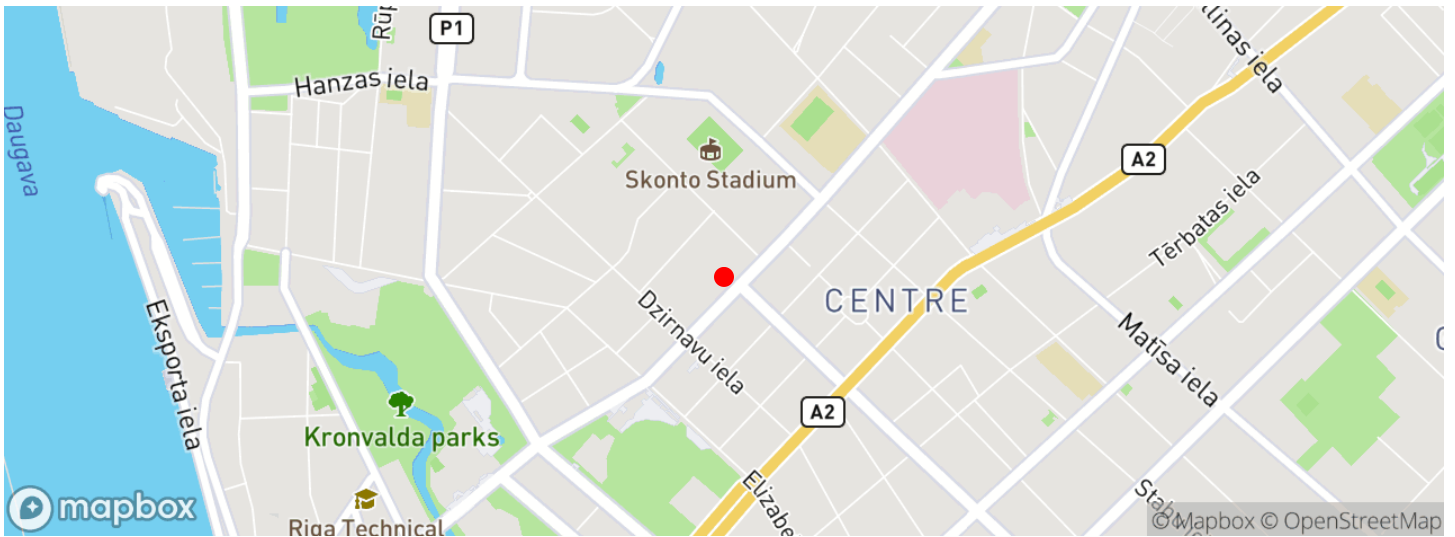 P1
Hanzas iela
Daugava
Skonto Stadium
A2
Tērbatas iela
CENTRE
Dzirnavu iela
Matīsa iela
Eksporta iela
A2
Kronvalda parks
mapbox
Riga Technical
© Mapbox © OpenStreetMap